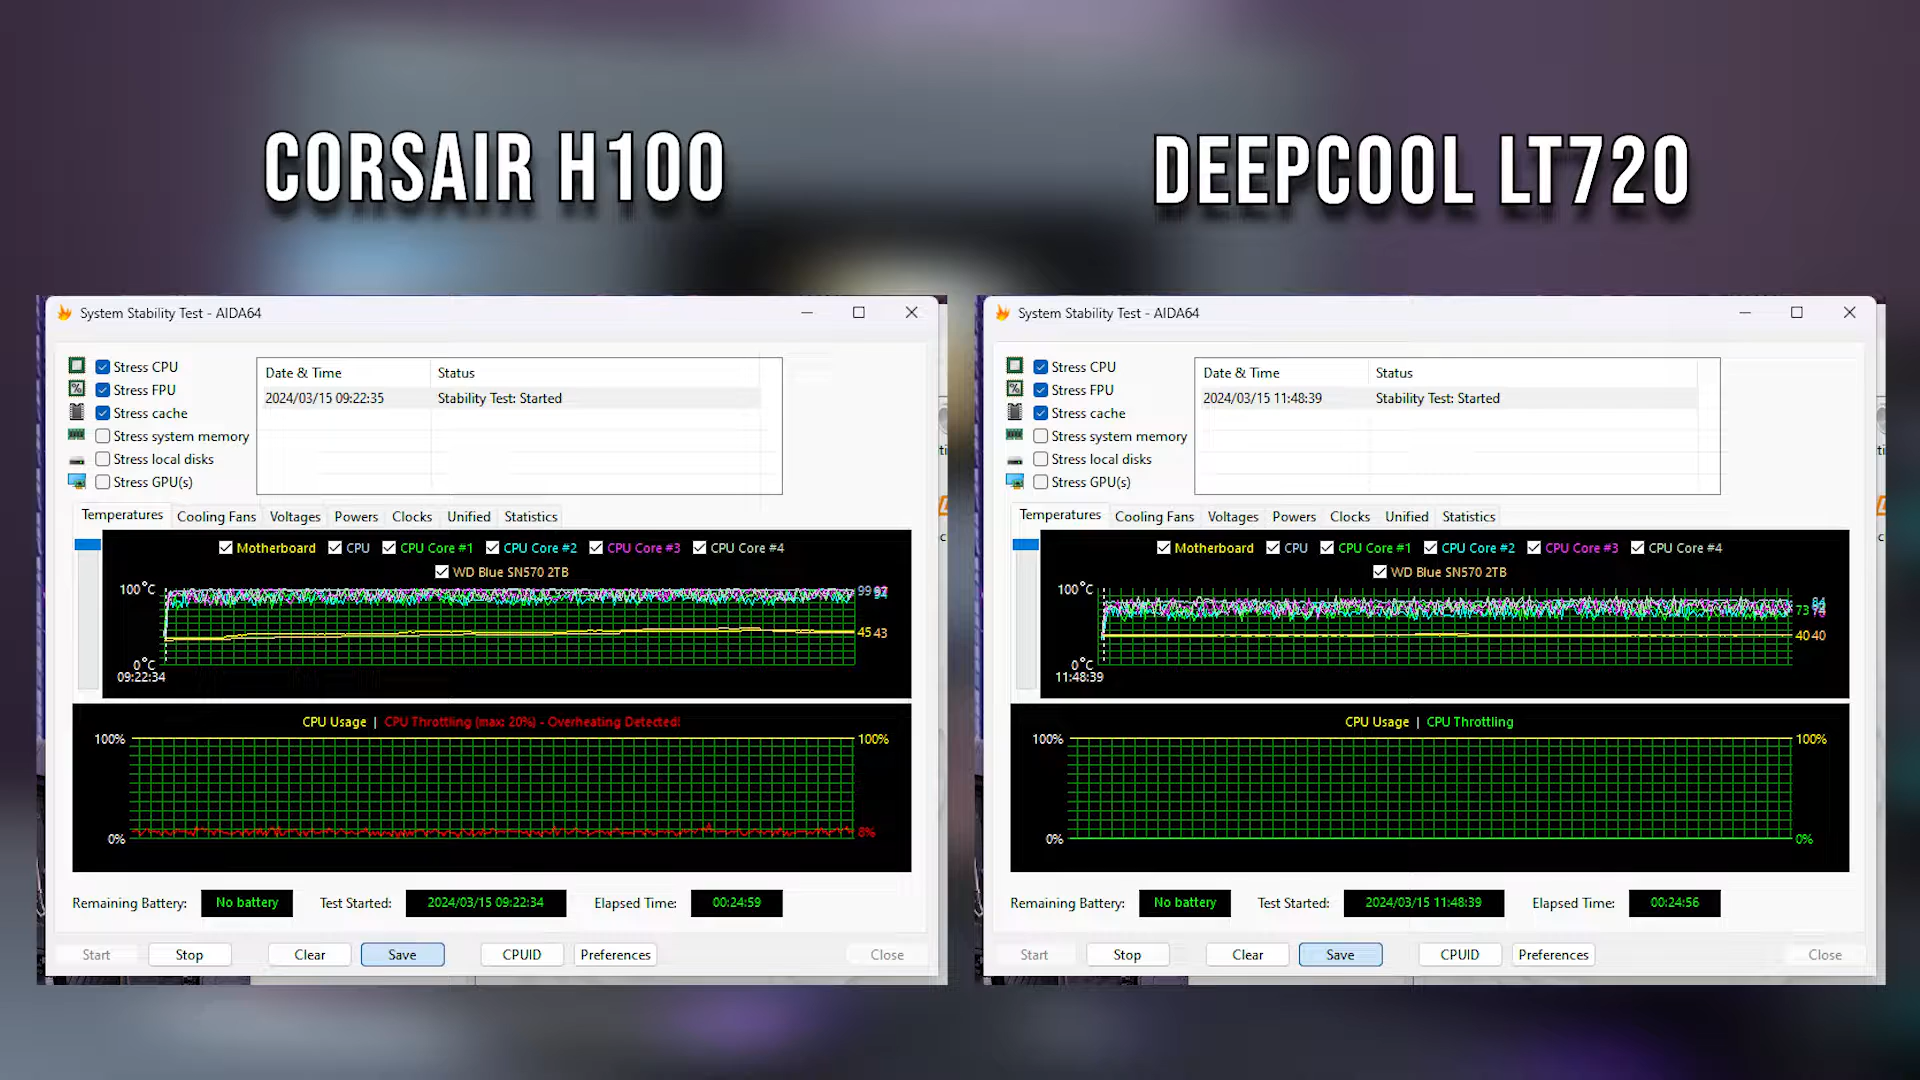 CORSAIR H100
System Stability Test - AIDA64
Stress CPU
Stress FPU
Stress cache
Stress system memory
Stress local disks
Stress GPU(s)
Date & Time Status
2024/03/15 09:22:35 Stability Test: Started
Temperatures Cooling Fans Voltages Powers Clocks Unified Statistics
Motherboard CPU CPU Core #1 CPU Core #2 CPU Core #3 CPU Core #4
WD Blue SN570 2TB
100°C
45 43
0°C
09:22:34
CPU Usage | CPU Throttling (max: 20%) - Overheating Detected!
100% 100%
0% 8%
Remaining Battery: No battery Test Started: 2024/03/15 09:22:34 Elapsed Time: 00:24:59
Start Stop Clear Save CPUID Preferences Close
DEEPCOOL LT720
System Stability Test - AIDA64
Stress CPU
Stress FPU
Stress cache
Stress system memory
Stress local disks
Stress GPU(s)
Date & Time Status
2024/03/15 11:48:39 Stability Test: Started
Temperatures Cooling Fans Voltages Powers Clocks Unified Statistics
Motherboard CPU CPU Core #1 CPU Core #2 CPU Core #3 CPU Core #4
WD Blue SN570 2TB
100°C
73
40 40
0°C
11:48:39
CPU Usage | CPU Throttling
100% 100%
0% 0%
Remaining Battery: No battery Test Started: 2024/03/15 11:48:39 Elapsed Time: 00:24:56
Start Stop Clear Save CPUID Preferences Close